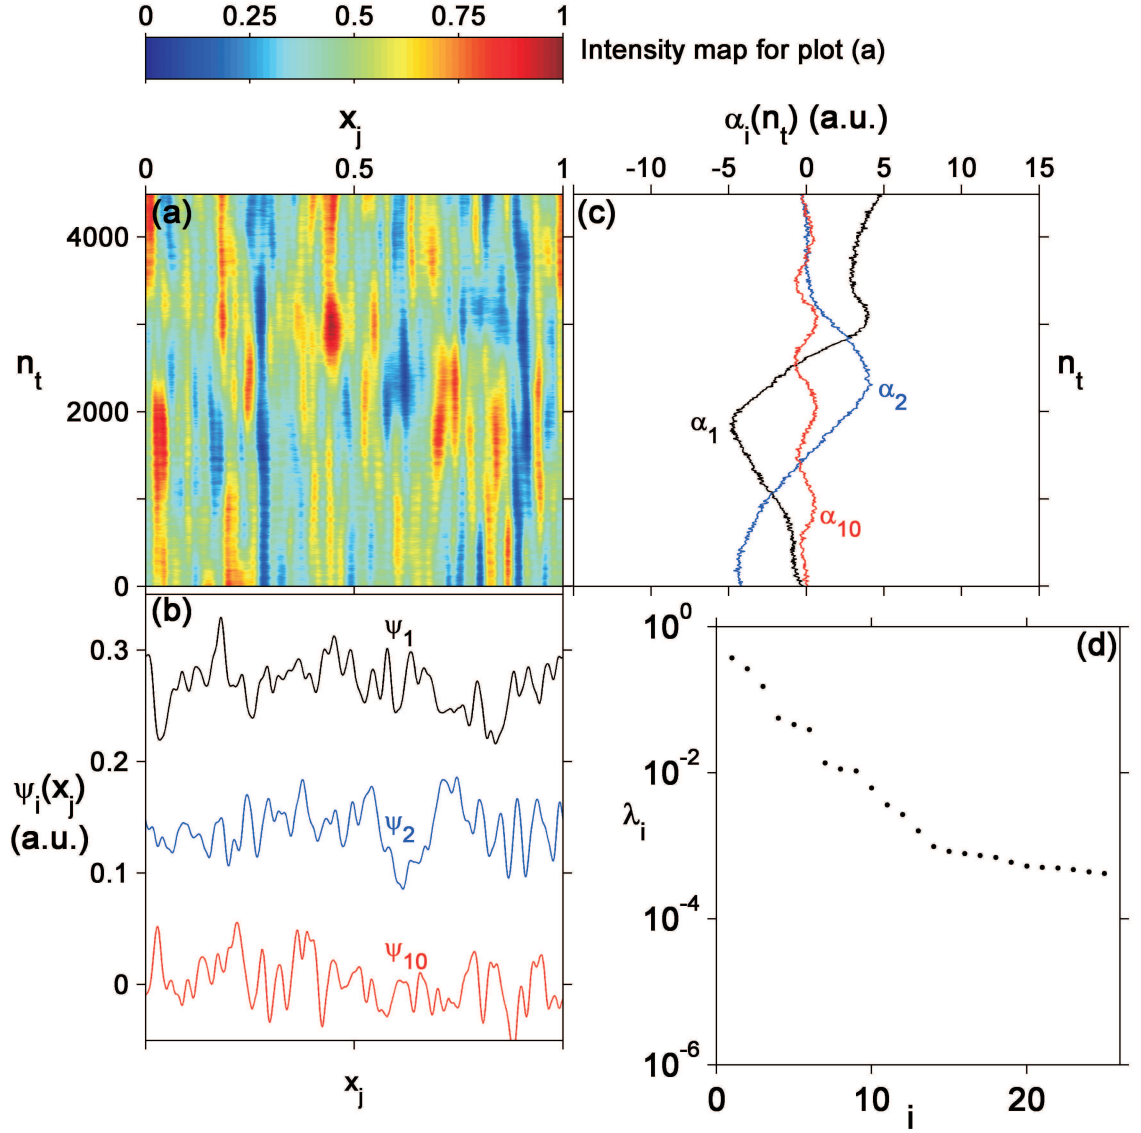 0 0.25 0.5 0.75 1
Intensity map for plot (a)
x_j
0 0.5 1
α_i(n_t) (a.u.)
-10 -5 0 5 10 15
(a)
(c)
4000
n_t
2000
0
n_t
α_1
α_2
α_10
(b)
ψ_1
0.3
0.2
ψ_i(x_j)
(a.u.)
ψ_2
0.1
ψ_10
0
x_j
(d)
10^0
10^-2
λ_i
10^-4
10^-6
0 10 20
i